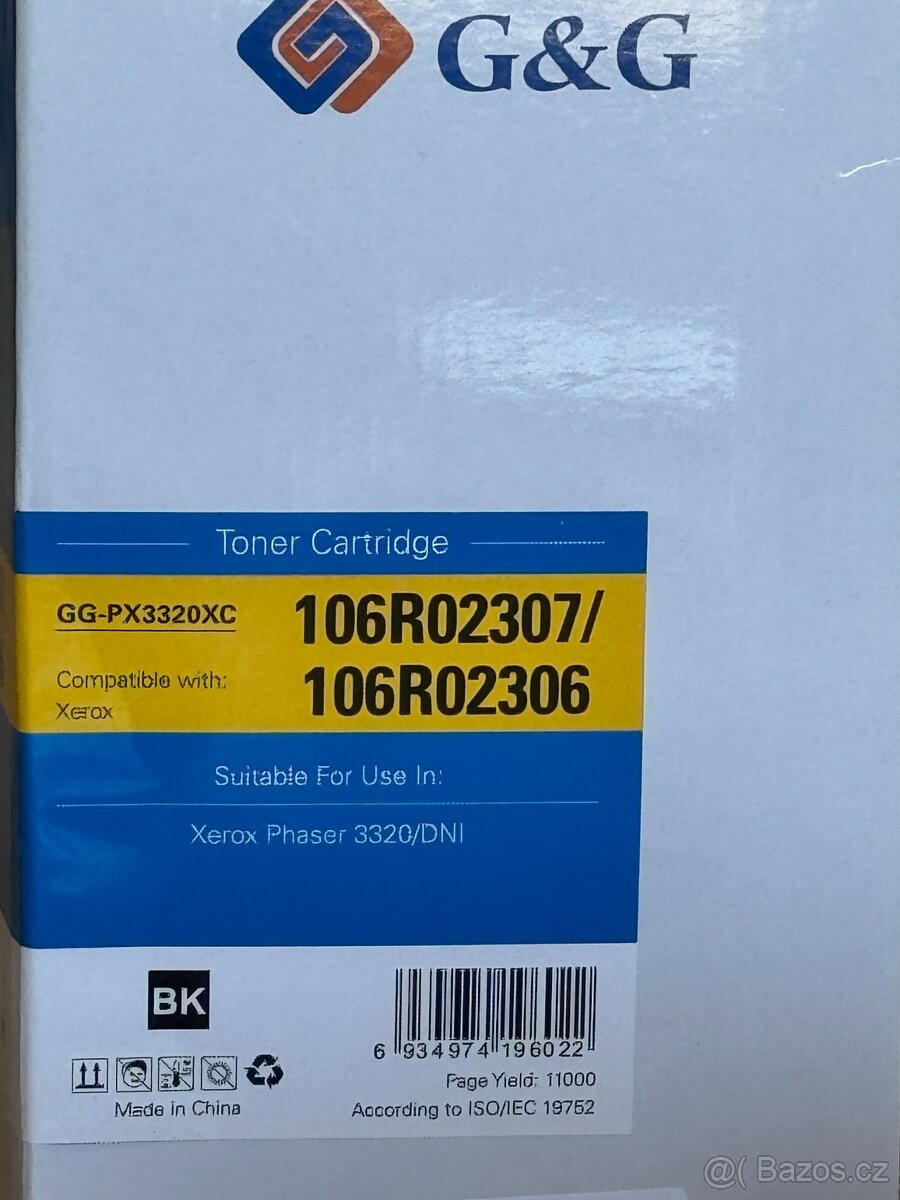 G&G
Toner Cartridge
GG-PX3320XC
106R02307/
106R02306
Compatible with:
Xerox
Suitable For Use In:
Xerox Phaser 3320/DNI
BK
6 934974 196022
Page Yield: 11000
Made in China
According to ISO/IEC 19752
@( Bazos.cz